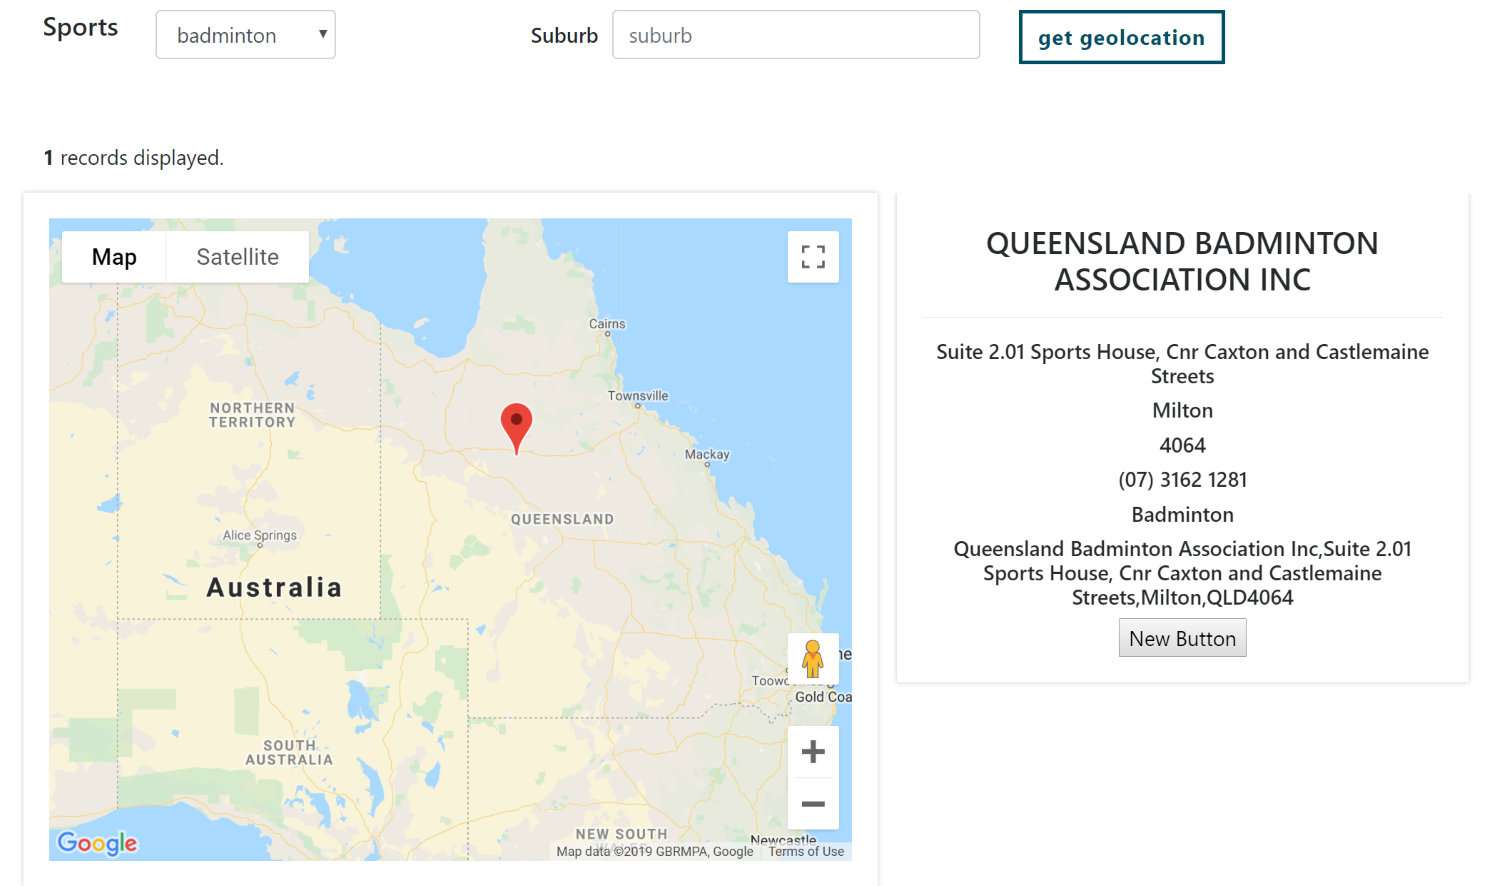 Sports
badminton
Suburb
suburb
get geolocation
1 records displayed.
Map
Satellite
Cairns
Townsville
NORTHERN
TERRITORY
Mackay
QUEENSLAND
Alice Springs
Australia
Gold Coa
SOUTH
AUSTRALIA
NEW SOUTH
WALES
Newcastle
Google
Map data ©2019 GBRMPA, Google
Terms of Use
QUEENSLAND BADMINTON
ASSOCIATION INC
Suite 2.01 Sports House, Cnr Caxton and Castlemaine
Streets
Milton
4064
(07) 3162 1281
Badminton
Queensland Badminton Association Inc,Suite 2.01
Sports House, Cnr Caxton and Castlemaine
Streets,Milton,QLD4064
New Button